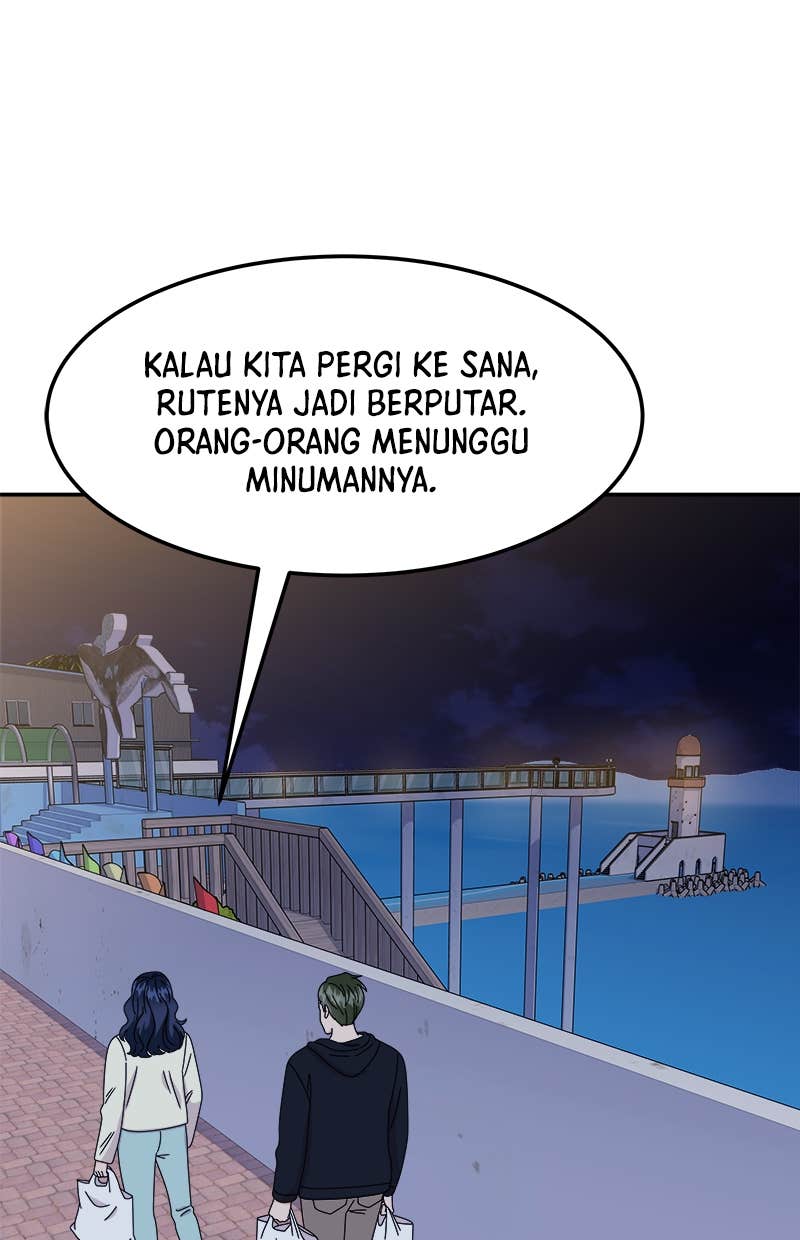 KALAU KITA PERGI KE SANA,
RUTENYA JADI BERPUTAR.
ORANG-ORANG MENUNGGU
MINUMANNYA.